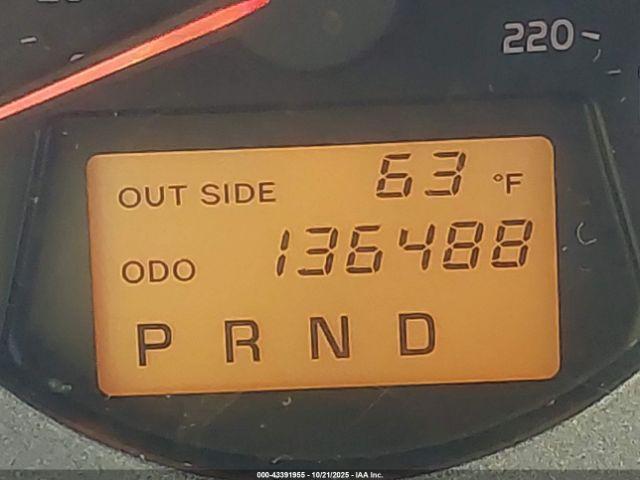 220
OUT SIDE 63 °F
ODO 136488
P R N D
000-43391955 - 10/21/2025 - IAA Inc.